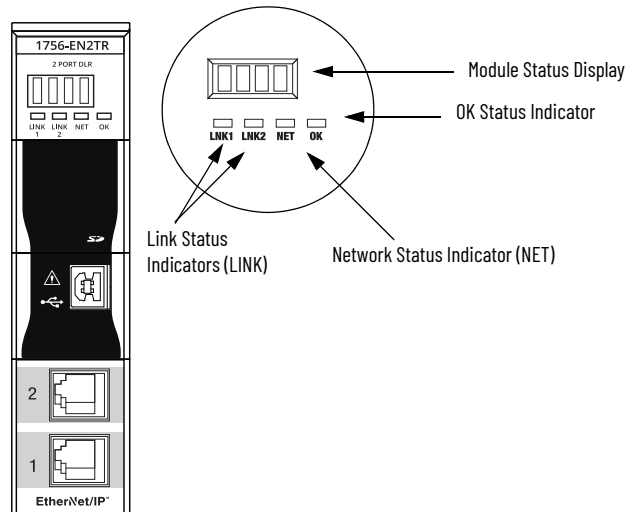 1756-EN2TR
2 PORT DLR
LINK LINK NET OK
1 2
2
1
EtherNet/IP™
LNK1 LNK2 NET OK
Module Status Display
OK Status Indicator
Link Status
Indicators (LINK)
Network Status Indicator (NET)